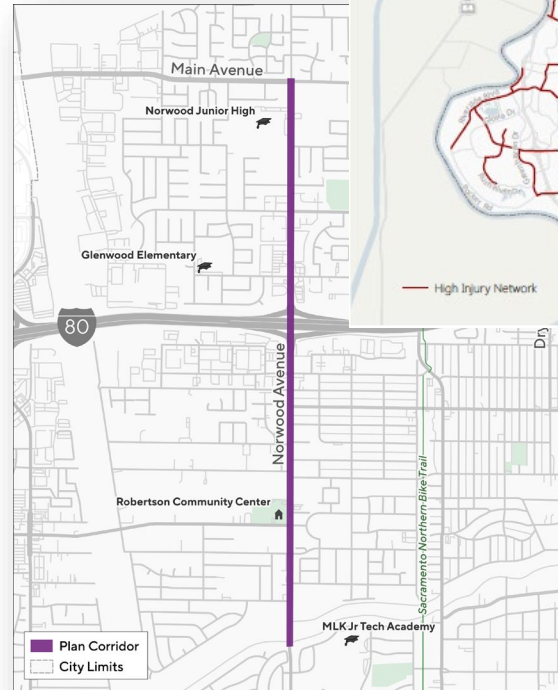 Main Avenue
Norwood Junior High
Glenwood Elementary
80
High Injury Network
Norwood Avenue
Robertson Community Center
Sacramento Northern Bike Trail
MLK Jr Tech Academy
Plan Corridor
City Limits